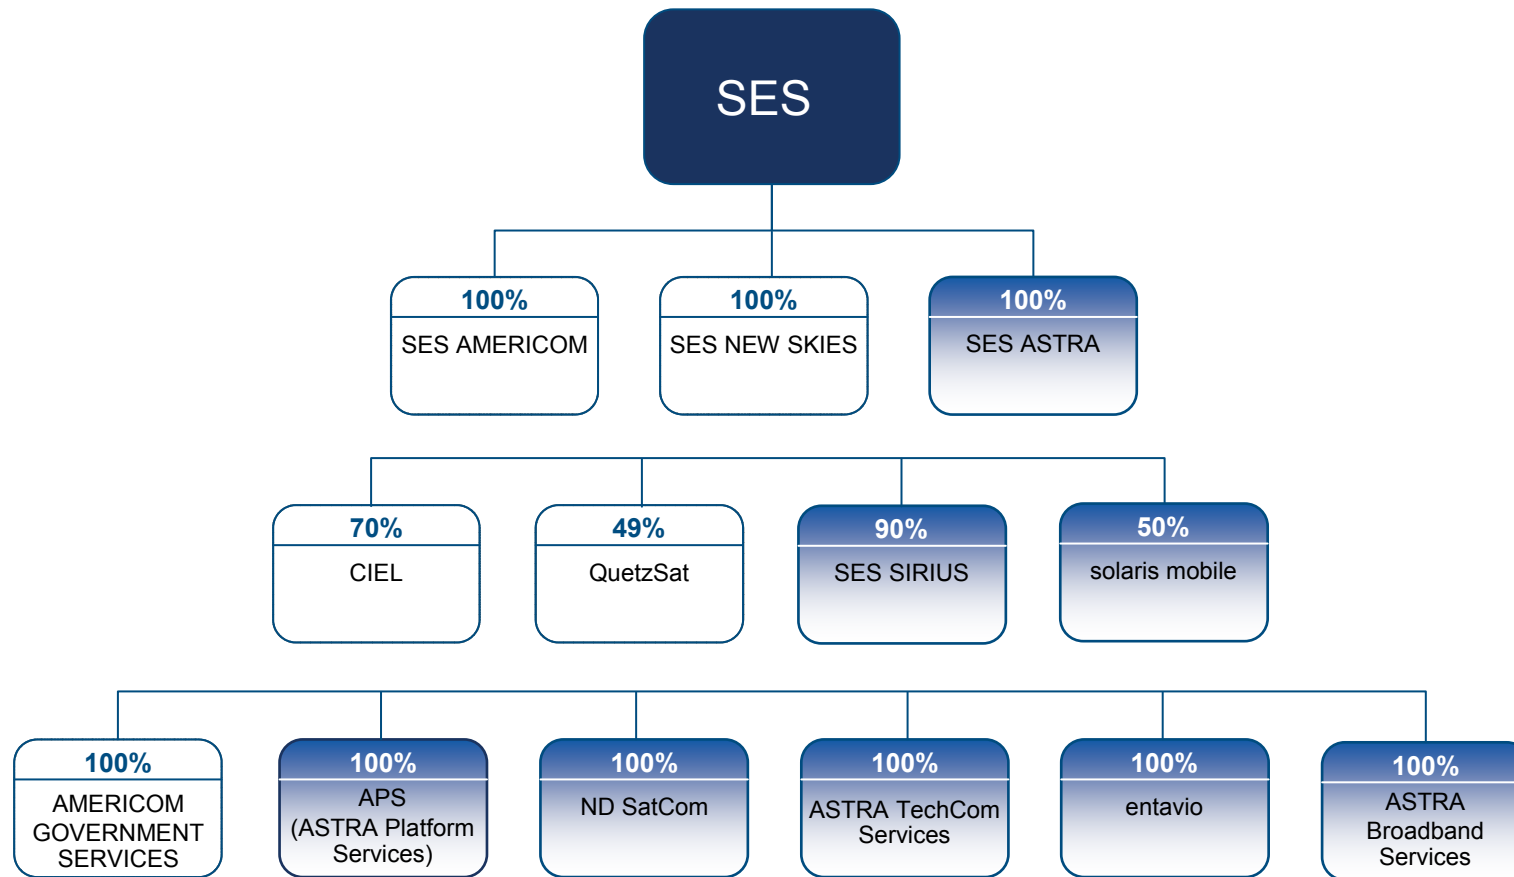 SES
100%
SES AMERICOM
100%
SES NEW SKIES
100%
SES ASTRA
70%
CIEL
49%
QuetzSat
90%
SES SIRIUS
50%
solaris mobile
100%
AMERICOM
GOVERNMENT
SERVICES
100%
APS
(ASTRA Platform
Services)
100%
ND SatCom
100%
ASTRA TechCom
Services
100%
entavio
100%
ASTRA
Broadband
Services